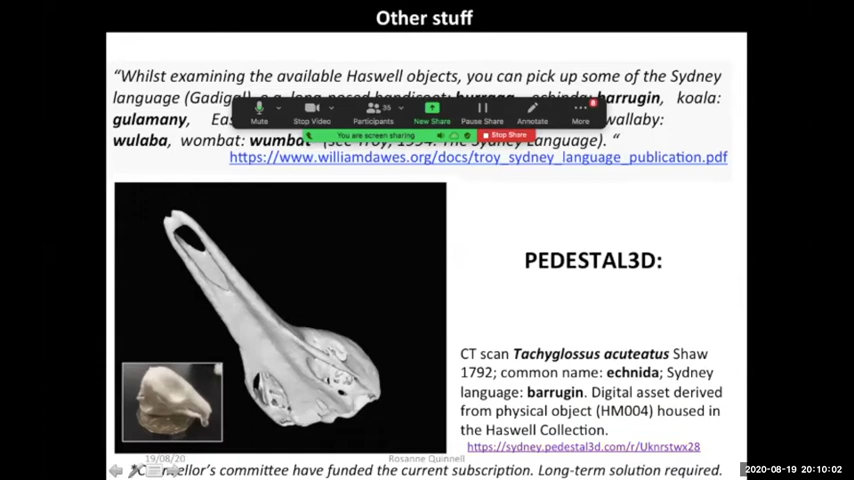 Other stuff
“Whilst examining the available Haswell objects, you can pick up some of the Sydney
language (Gadigal), e.g. long-nosed bandicoot: burraga, echidna: barrugin, koala:
gulamany, Eas wallaby:
wulaba, wombat: wumbat (see Troy, 1994. The Sydney Language). “
https://www.williamdawes.org/docs/troy_sydney_language_publication.pdf
Mute
Stop Video
35
Participants
New Share
Pause Share
Annotate
8
More
You are screen sharing
Stop Share
PEDESTAL3D:
CT scan Tachyglossus acuteatus Shaw
1792; common name: echnida; Sydney
language: barrugin. Digital asset derived
from physical object (HM004) housed in
the Haswell Collection.
https://sydney.pedestal3d.com/r/Uknrstwx28
19/08/20
Rosanne Quinnell
Chancellor’s committee have funded the current subscription. Long-term solution required.
2020-08-19 20:10:02